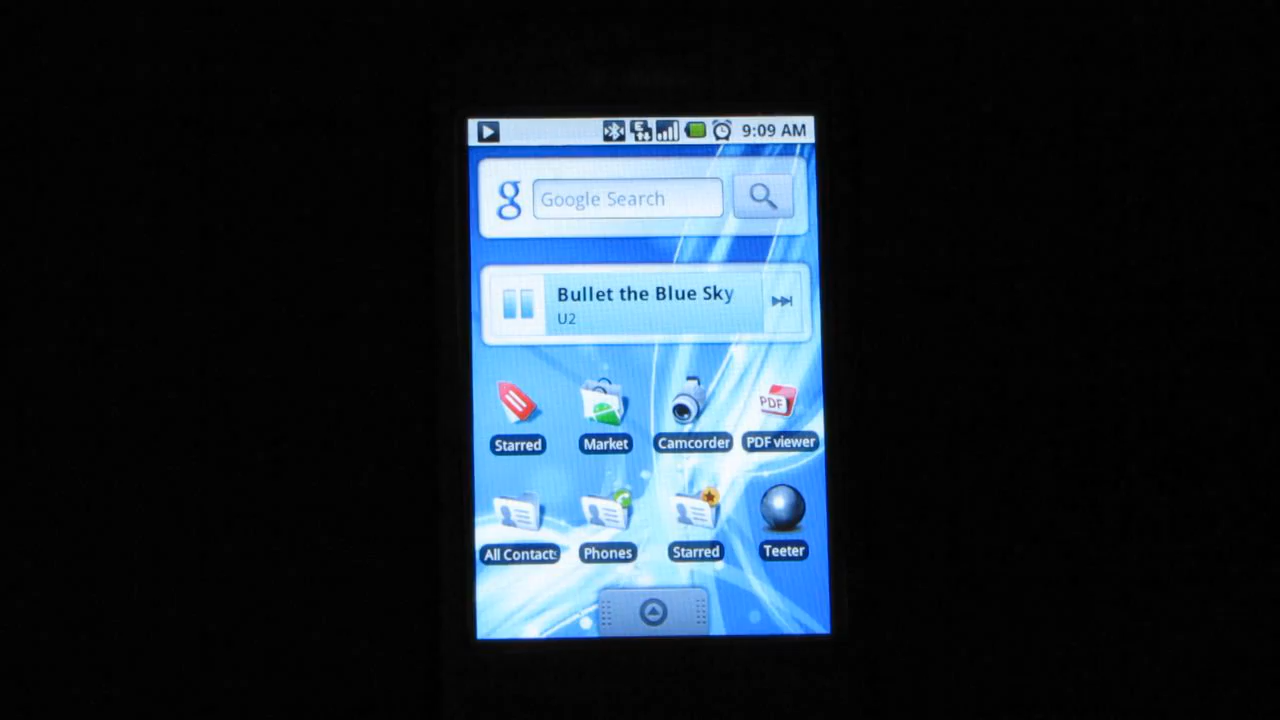 E
9:09 AM
g
Google Search
Bullet the Blue Sky
U2
PDF
Starred
Market
Camcorder
PDF viewer
All Contacts
Phones
Starred
Teeter